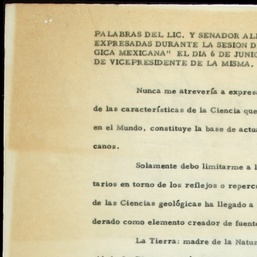 PALABRAS DEL LIC. Y SENADOR
EXPRESADAS DURANTE LA SESION
GICA MEXICANA" EL DIA 6 DE JUNI
DE VICEPRESIDENTE DE LA MISMA.
Nunca me atrevería a expres
de las características de la Ciencia que
en el Mundo, constituye la base de actu
canos.
Solamente debo limitarme a l
tarios en torno de los reflejos o reperc
de las Ciencias geológicas ha llegado a
derado como elemento creador de fuent
La Tierra: madre de la Natu